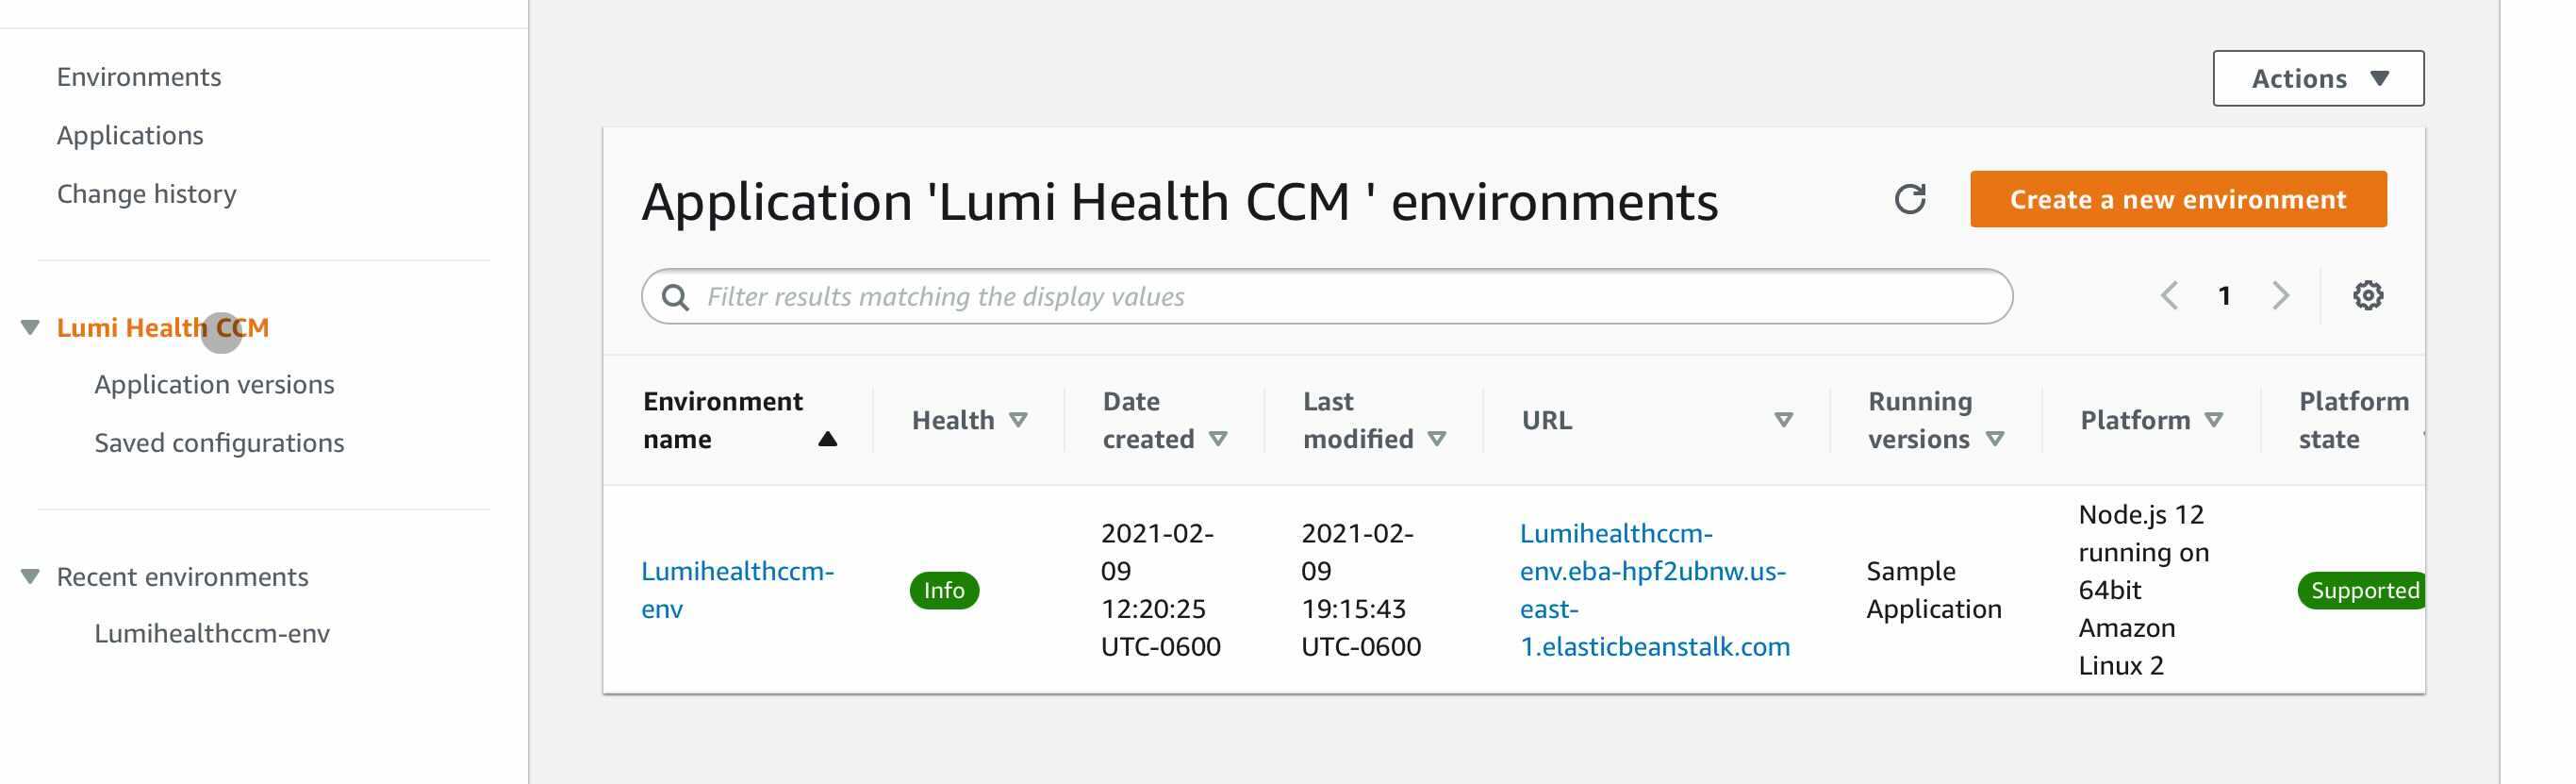 Environments
Applications
Change history
Lumi Health CCM
Application versions
Saved configurations
Recent environments
Lumihealthccm-env
Actions
Application 'Lumi Health CCM ' environments
Create a new environment
Filter results matching the display values
1
Environment
name
Health
Date
created
Last
modified
URL
Running
versions
Platform
Platform
state
Lumihealthccm-
env
Info
2021-02-
09
12:20:25
UTC-0600
2021-02-
09
19:15:43
UTC-0600
Lumihealthccm-
env.eba-hpf2ubnw.us-
east-
1.elasticbeanstalk.com
Sample
Application
Node.js 12
running on
64bit
Amazon
Linux 2
Supported